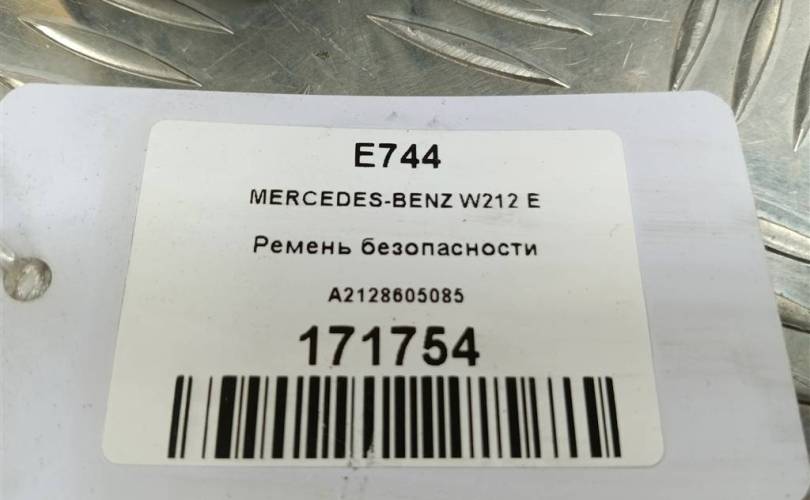 E744
MERCEDES-BENZ W212 E
Ремень безопасности
A2128605085
171754